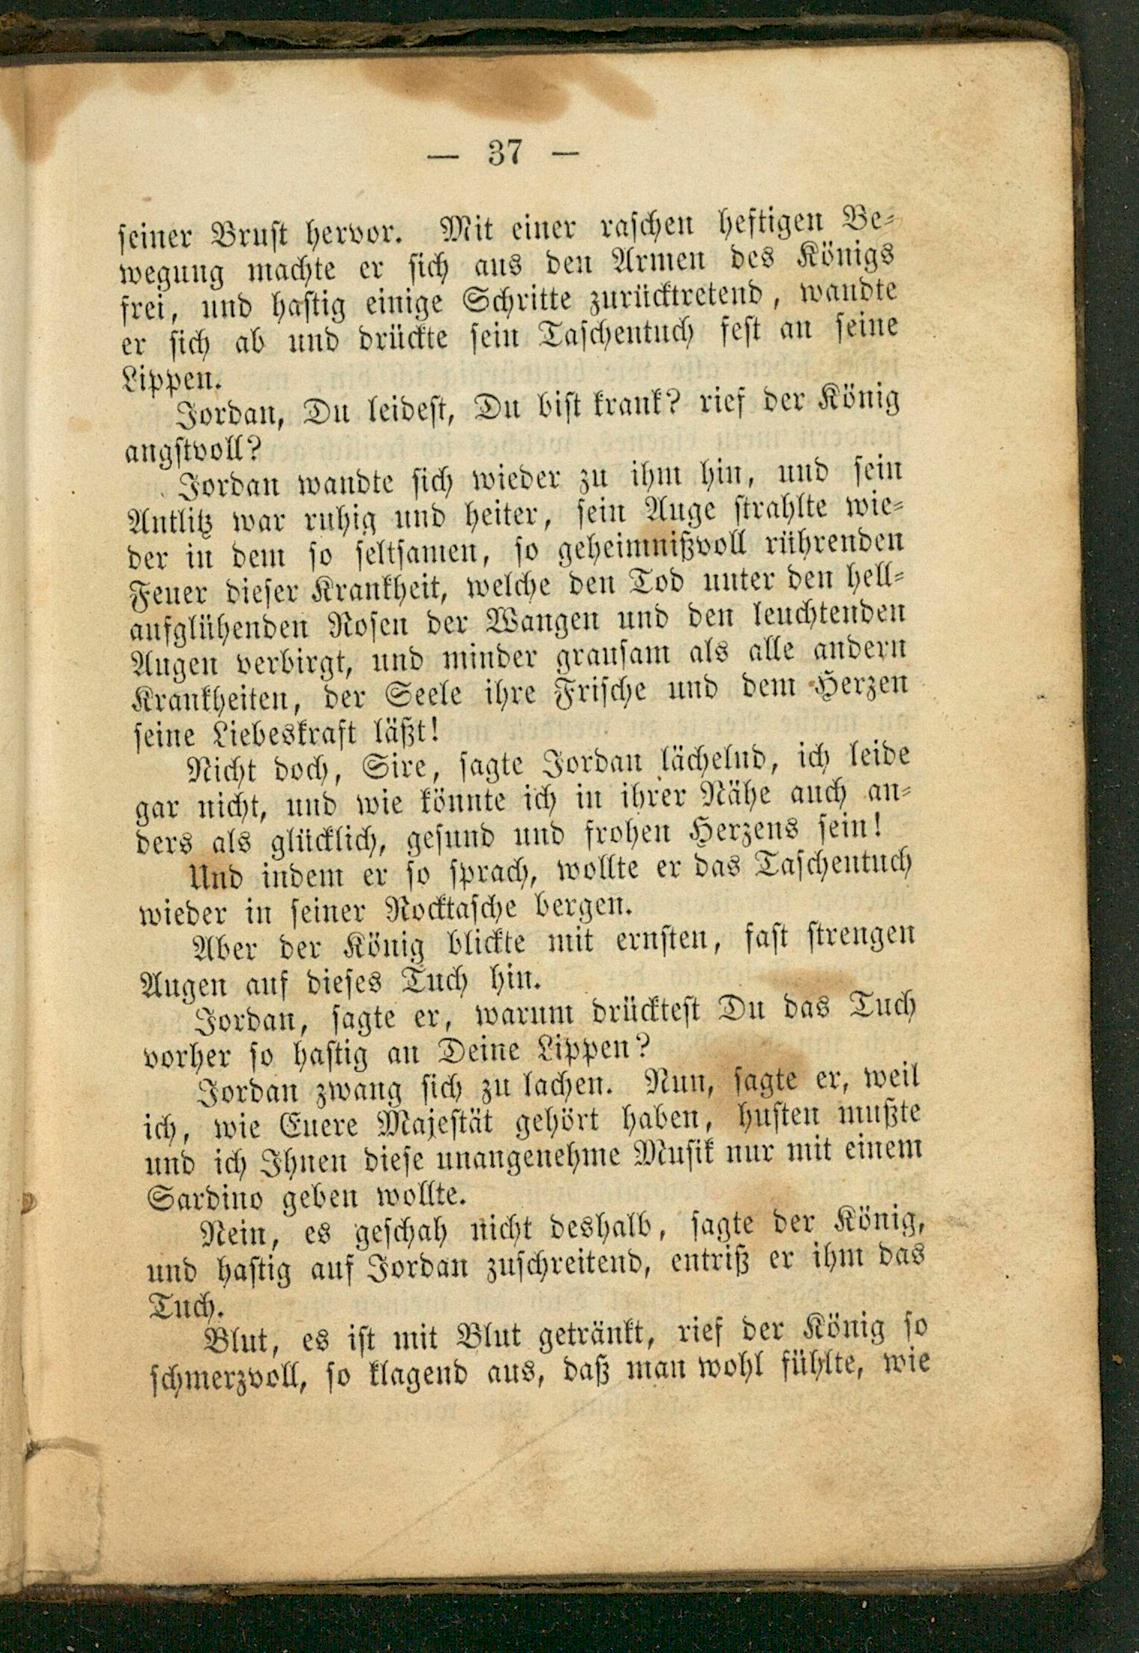 — 37 —
seiner Brust hervor. Mit einer raschen heftigen Be-
wegung machte er sich aus den Armen des Königs
frei, und hastig einige Schritte zurücktretend, wandte
er sich ab und drückte sein Taschentuch fest an seine
Lippen.
Jordan, Du leidest, Du bist krank? rief der König
angstvoll?
Jordan wandte sich wieder zu ihm hin, und sein
Antlitz war ruhig und heiter, sein Auge strahlte wie-
der in dem so seltsamen, so geheimnißvoll rührenden
Feuer dieser Krankheit, welche den Tod unter den hell-
aufglühenden Rosen der Wangen und den leuchtenden
Augen verbirgt, und minder grausam als alle andern
Krankheiten, der Seele ihre Frische und dem Herzen
seine Liebeskraft läßt!
Nicht doch, Sire, sagte Jordan lächelnd, ich leide
gar nicht, und wie könnte ich in ihrer Nähe auch an-
ders als glücklich, gesund und frohen Herzens sein!
Und indem er so sprach, wollte er das Taschentuch
wieder in seiner Rocktasche bergen.
Aber der König blickte mit ernsten, fast strengen
Augen auf dieses Tuch hin.
Jordan, sagte er, warum drücktest Du das Tuch
vorher so hastig an Deine Lippen?
Jordan zwang sich zu lachen. Nun, sagte er, weil
ich, wie Euere Majestät gehört haben, husten mußte
und ich Ihnen diese unangenehme Musik nur mit einem
Sardino geben wollte.
Nein, es geschah nicht deshalb, sagte der König,
und hastig auf Jordan zuschreitend, entriß er ihm das
Tuch.
Blut, es ist mit Blut getränkt, rief der König so
schmerzvoll, so klagend aus, daß man wohl fühlte, wie